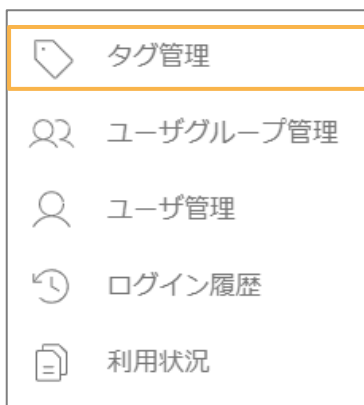 タグ管理
ユーザグループ管理
ユーザ管理
ログイン履歴
利用状況